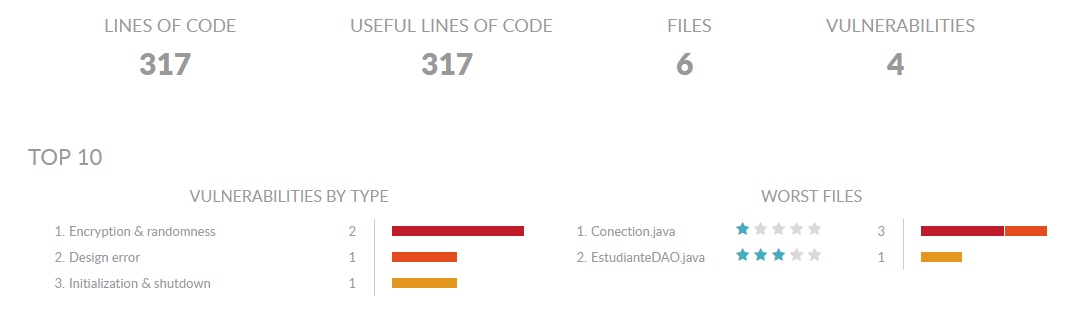 LINES OF CODE
USEFUL LINES OF CODE
FILES
VULNERABILITIES
317
317
6
4
TOP 10
VULNERABILITIES BY TYPE
1. Encryption & randomness 2
2. Design error 1
3. Initialization & shutdown 1
WORST FILES
1. Conection.java 3
2. EstudianteDAO.java 1